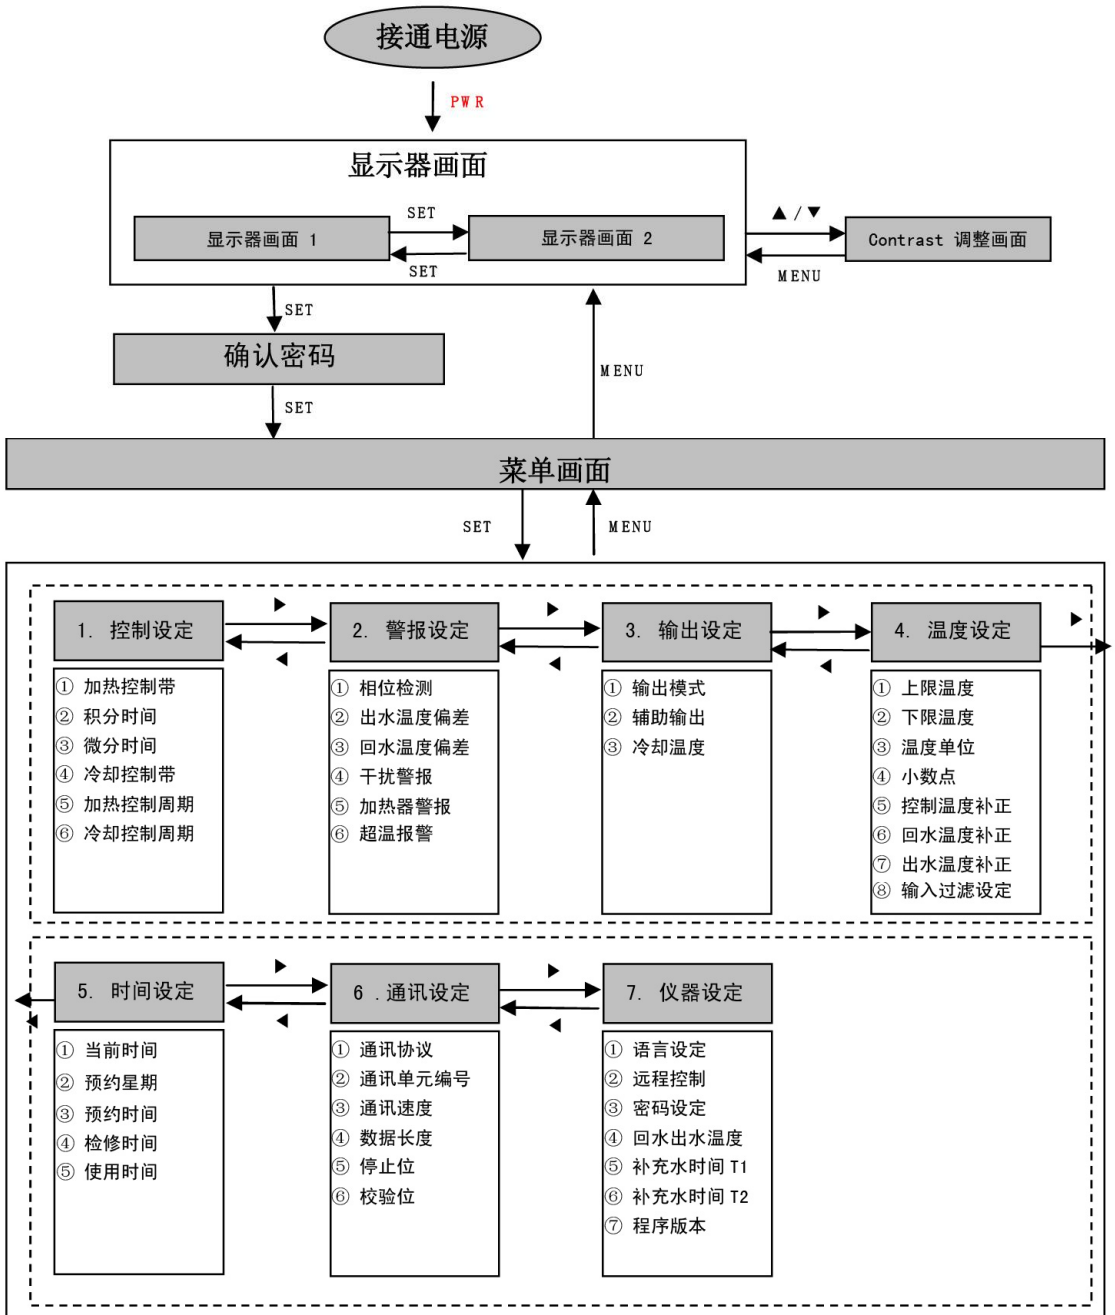 接通电源
PWR
显示器画面
显示器画面 1
SET
SET
显示器画面 2
▲ / ▼
MENU
Contrast 调整画面
SET
确认密码
SET
MENU
菜单画面
SET
MENU
1. 控制设定
① 加热控制带
② 积分时间
③ 微分时间
④ 冷却控制带
⑤ 加热控制周期
⑥ 冷却控制周期
2. 警报设定
① 相位检测
② 出水温度偏差
③ 回水温度偏差
④ 干扰警报
⑤ 加热器警报
⑥ 超温报警
3. 输出设定
① 输出模式
② 辅助输出
③ 冷却温度
4. 温度设定
① 上限温度
② 下限温度
③ 温度单位
④ 小数点
⑤ 控制温度补正
⑥ 回水温度补正
⑦ 出水温度补正
⑧ 输入过滤设定
5. 时间设定
① 当前时间
② 预约星期
③ 预约时间
④ 检修时间
⑤ 使用时间
6 .通讯设定
① 通讯协议
② 通讯单元编号
③ 通讯速度
④ 数据长度
⑤ 停止位
⑥ 校验位
7. 仪器设定
① 语言设定
② 远程控制
③ 密码设定
④ 回水出水温度
⑤ 补充水时间 T1
⑥ 补充水时间 T2
⑦ 程序版本